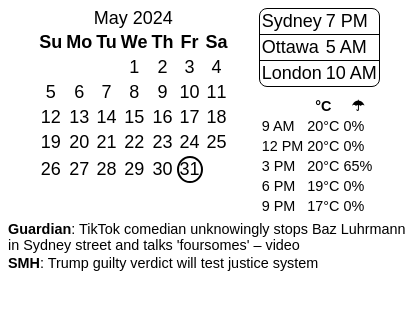 May 2024
Su Mo Tu We Th Fr Sa
1 2 3 4
5 6 7 8 9 10 11
12 13 14 15 16 17 18
19 20 21 22 23 24 25
26 27 28 29 30 31
Sydney 7 PM
Ottawa 5 AM
London 10 AM
°C ☂
9 AM 20°C 0%
12 PM 20°C 0%
3 PM 20°C 65%
6 PM 19°C 0%
9 PM 17°C 0%
Guardian: TikTok comedian unknowingly stops Baz Luhrmann
in Sydney street and talks 'foursomes' – video
SMH: Trump guilty verdict will test justice system